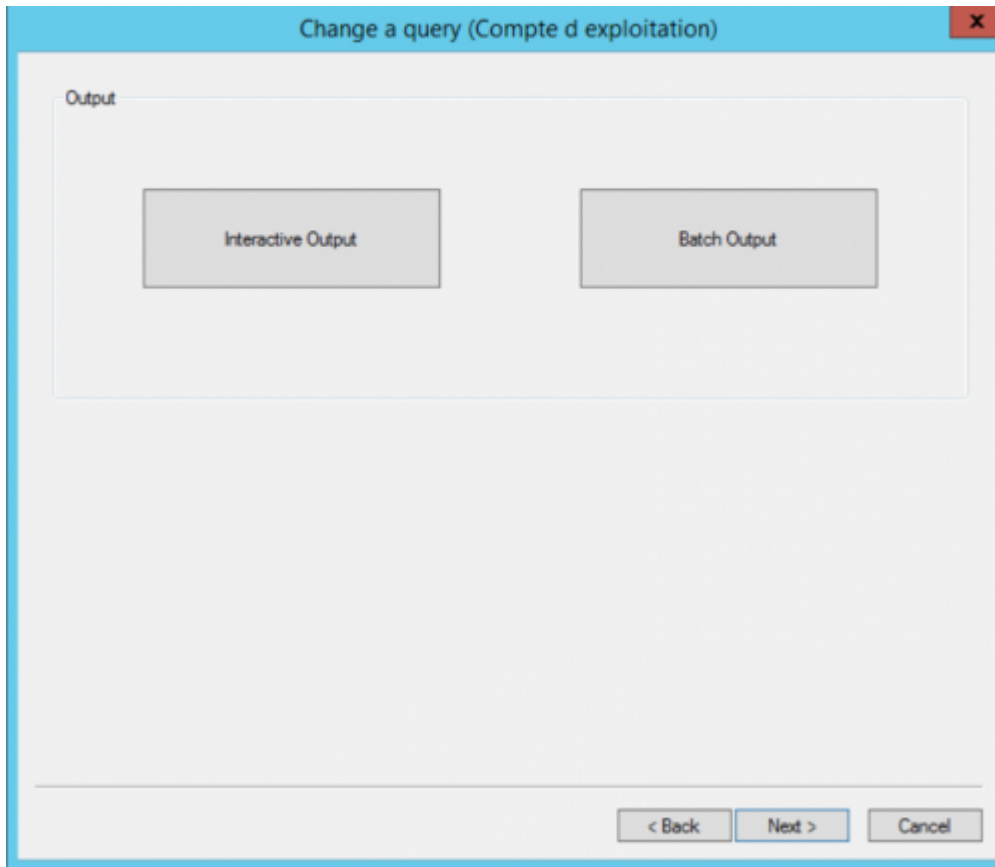 Change a query (Compte d exploitation)
x
Output
Interactive Output
Batch Output
< Back
Next >
Cancel